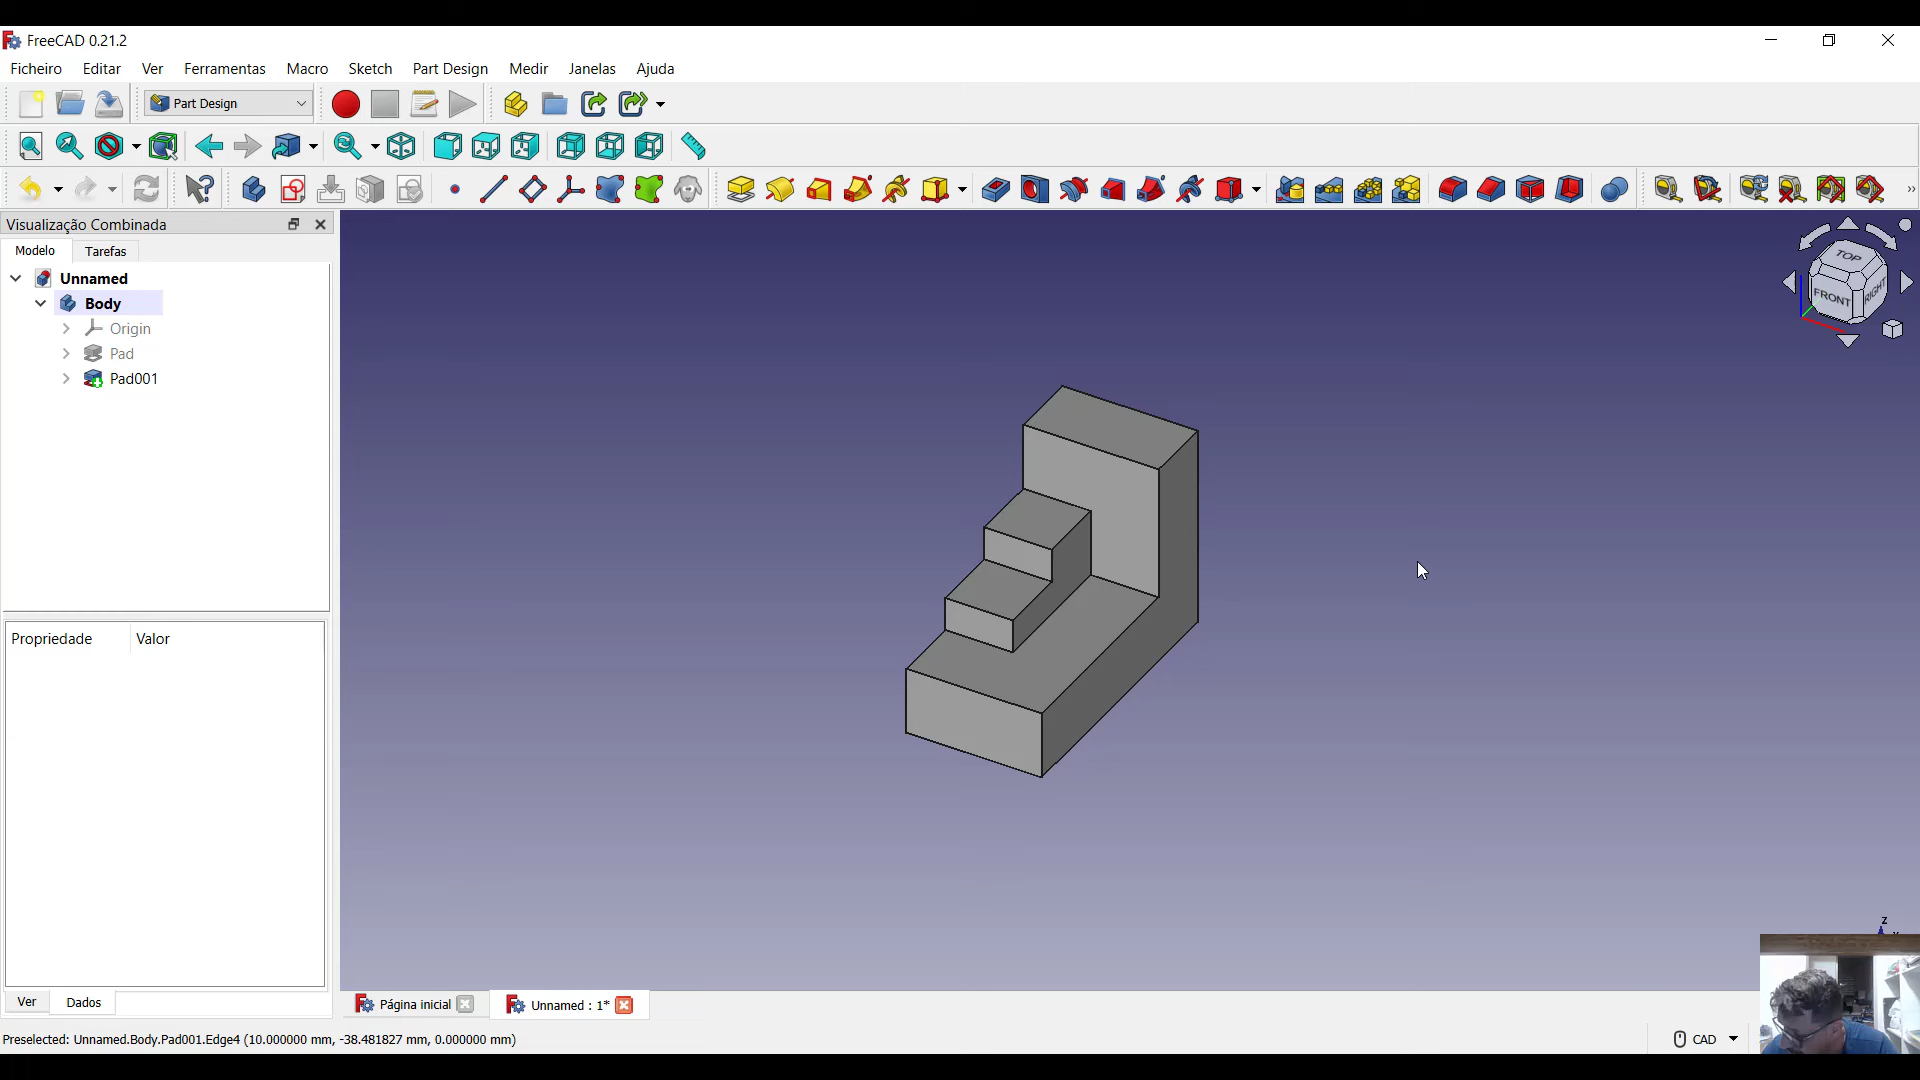 FreeCAD 0.21.2
Ficheiro Editar Ver Ferramentas Macro Sketch Part Design Medir Janelas Ajuda
Part Design
Visualização Combinada
Modelo Tarefas
Unnamed
Body
Origin
Pad
Pad001
TOP
FRONT RIGHT
Propriedade Valor
z
Ver Dados
Página inicial Unnamed : 1*
Preselected: Unnamed.Body.Pad001.Edge4 (10.000000 mm, -38.481827 mm, 0.000000 mm)
CAD